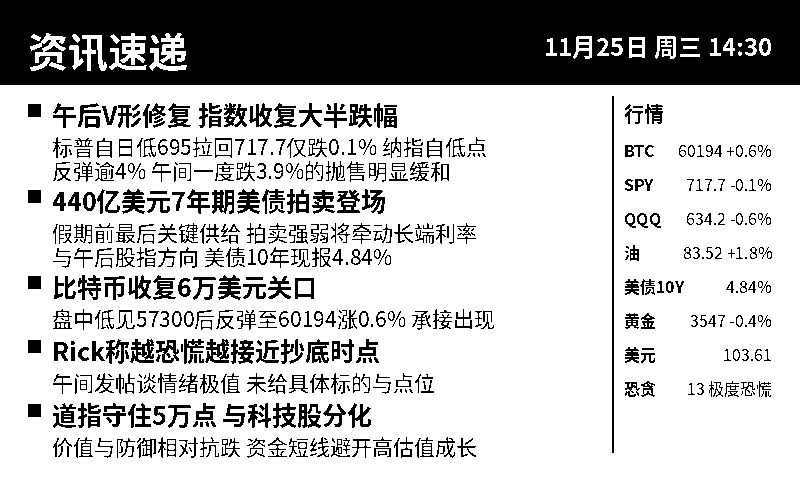 资讯速递
11月25日 周三 14:30
午后V形修复 指数收复大半跌幅
标普自日低695拉回717.7仅跌0.1% 纳指自低点
反弹逾4% 午间一度跌3.9%的抛售明显缓和
440亿美元7年期美债拍卖登场
假期前最后关键供给 拍卖强弱将牵动长端利率
与午后股指方向 美债10年现报4.84%
比特币收复6万美元关口
盘中低见57300后反弹至60194涨0.6% 承接出现
Rick称越恐慌越接近抄底时点
午间发帖谈情绪极值 未给具体标的与点位
道指守住5万点 与科技股分化
价值与防御相对抗跌 资金短线避开高估值成长
行情
BTC 60194 +0.6%
SPY 717.7 -0.1%
QQQ 634.2 -0.6%
油 83.52 +1.8%
美债10Y 4.84%
黄金 3547 -0.4%
美元 103.61
恐贪 13 极度恐慌